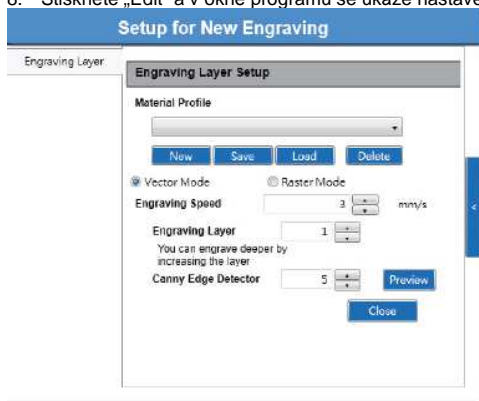 8. Stiskněte „Edit“ a v okně programu se ukáže nastave
Setup for New Engraving
Engraving Layer
Engraving Layer Setup
Material Profile
New Save Load Delete
Vector Mode Raster Mode
Engraving Speed 3 mm/s
Engraving Layer 1
You can engrave deeper by
increasing the layer
Canny Edge Detector 5 Preview
Close
<